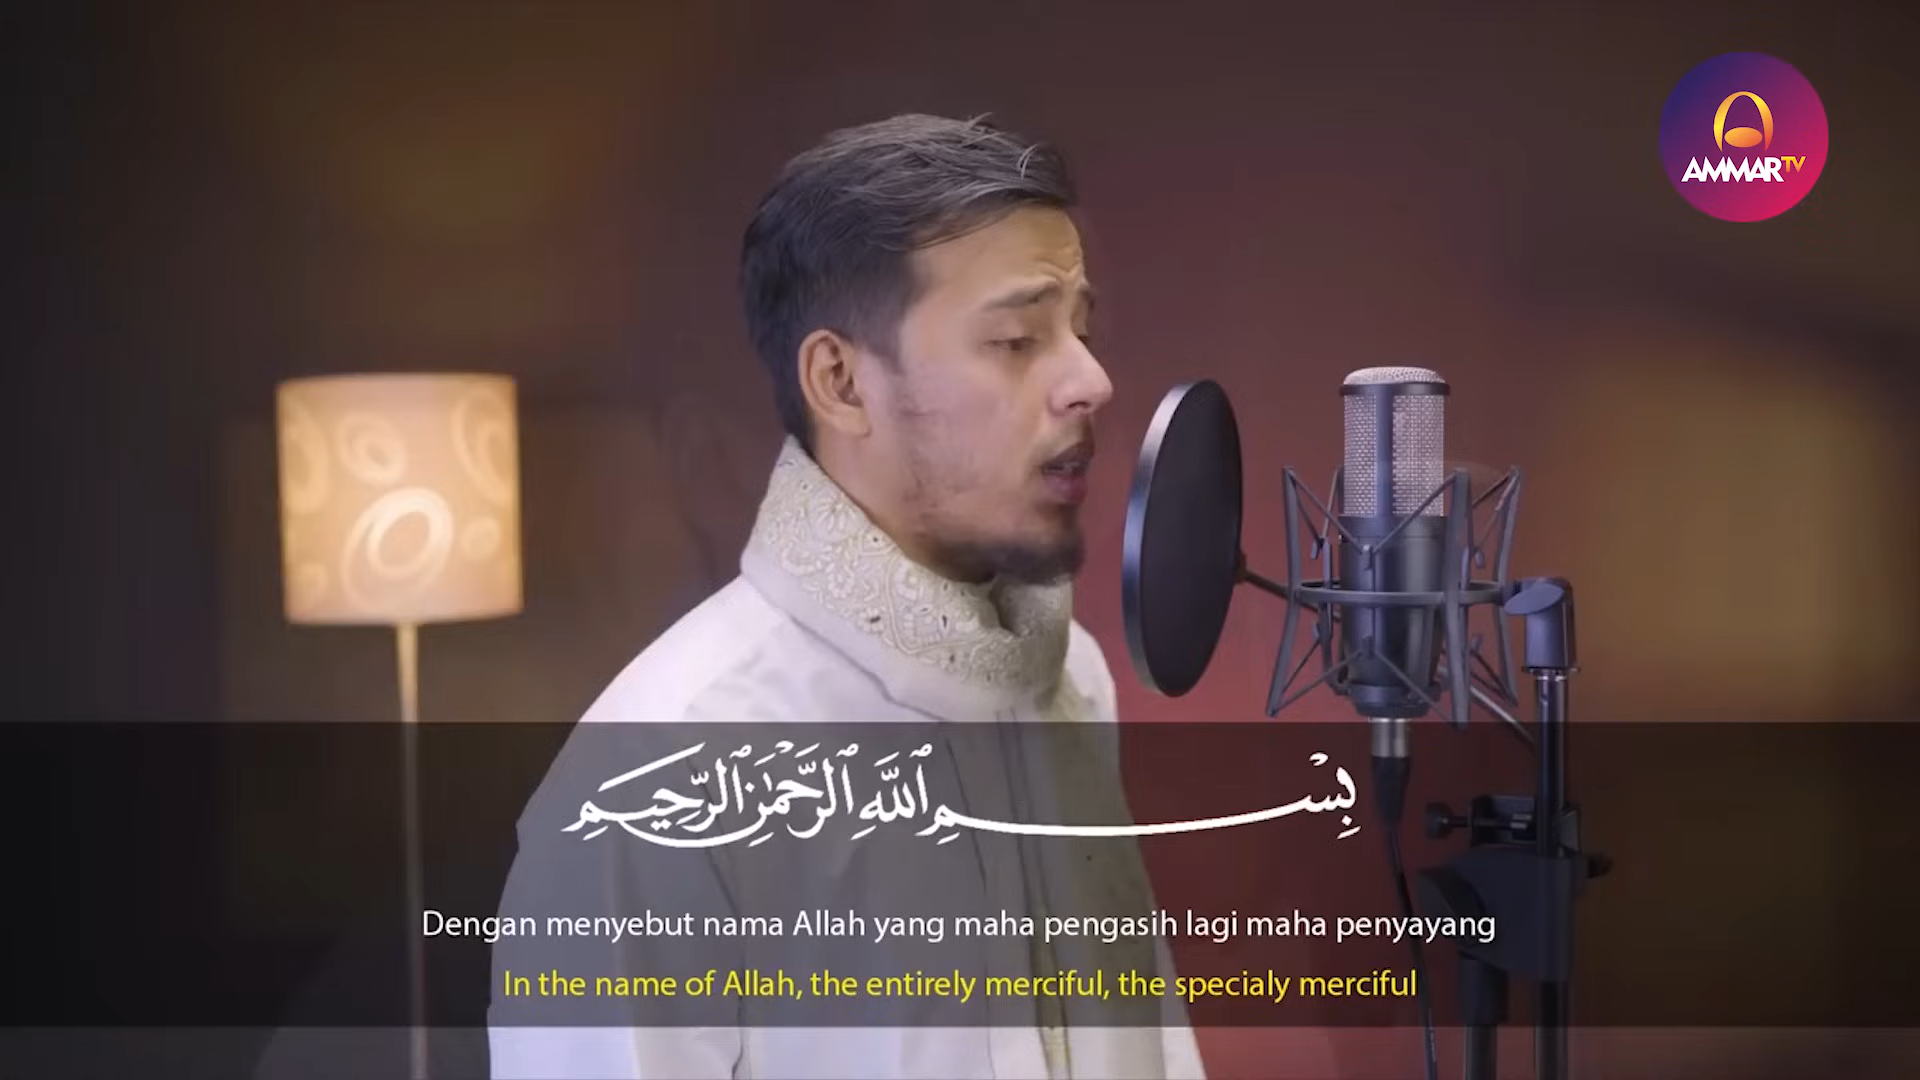 AMMARTV
بِسْــــــمِ ٱللَّهِ ٱلرَّحْمَٰنِ ٱلرَّحِيمِ
Dengan menyebut nama Allah yang maha pengasih lagi maha penyayang
In the name of Allah, the entirely merciful, the specialy merciful